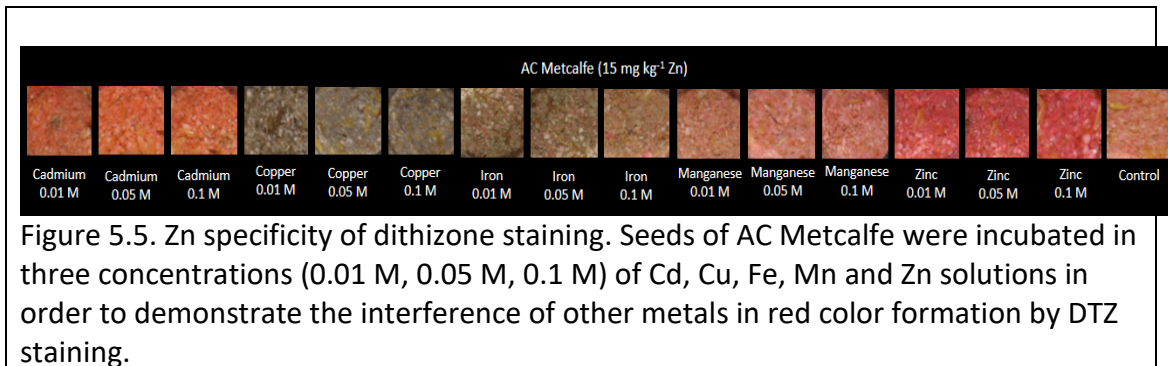 AC Metcalfe (15 mg kg⁻¹ Zn)
Cadmium Cadmium Cadmium Copper Copper Copper Iron Iron Iron Manganese Manganese Manganese Zinc Zinc Zinc Control
0.01 M 0.05 M 0.1 M 0.01 M 0.05 M 0.1 M 0.01 M 0.05 M 0.1 M 0.01 M 0.05 M 0.1 M 0.01 M 0.05 M 0.1 M
Figure 5.5. Zn specificity of dithizone staining. Seeds of AC Metcalfe were incubated in
three concentrations (0.01 M, 0.05 M, 0.1 M) of Cd, Cu, Fe, Mn and Zn solutions in
order to demonstrate the interference of other metals in red color formation by DTZ
staining.